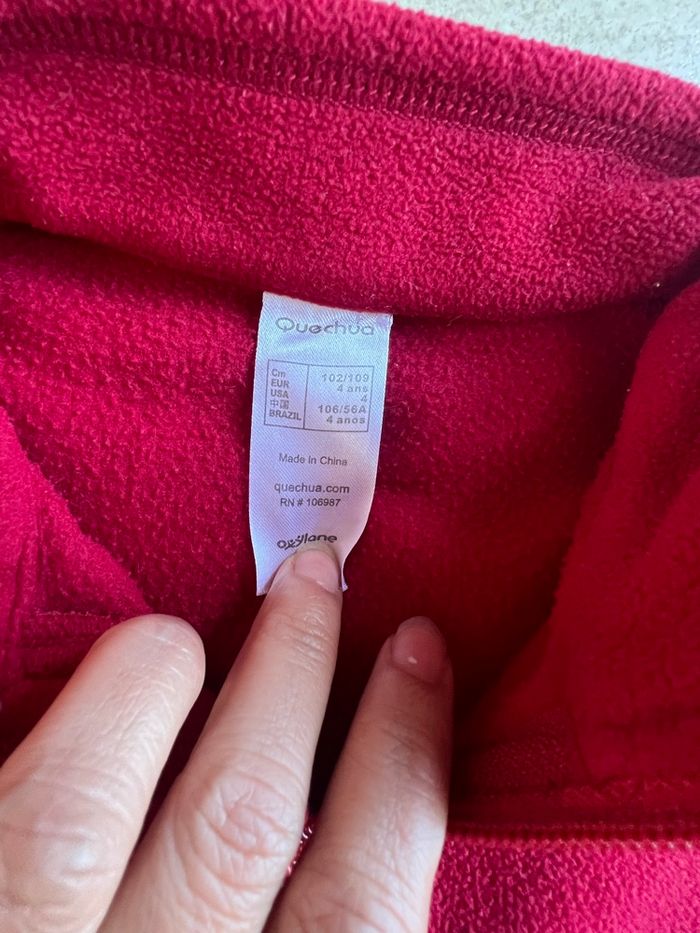 Quechua
Cm 102/109
EUR 4 ans
USA 4
中国 106/56A
BRAZIL 4 anos
Made in China
quechua.com
RN # 106987
oxylane